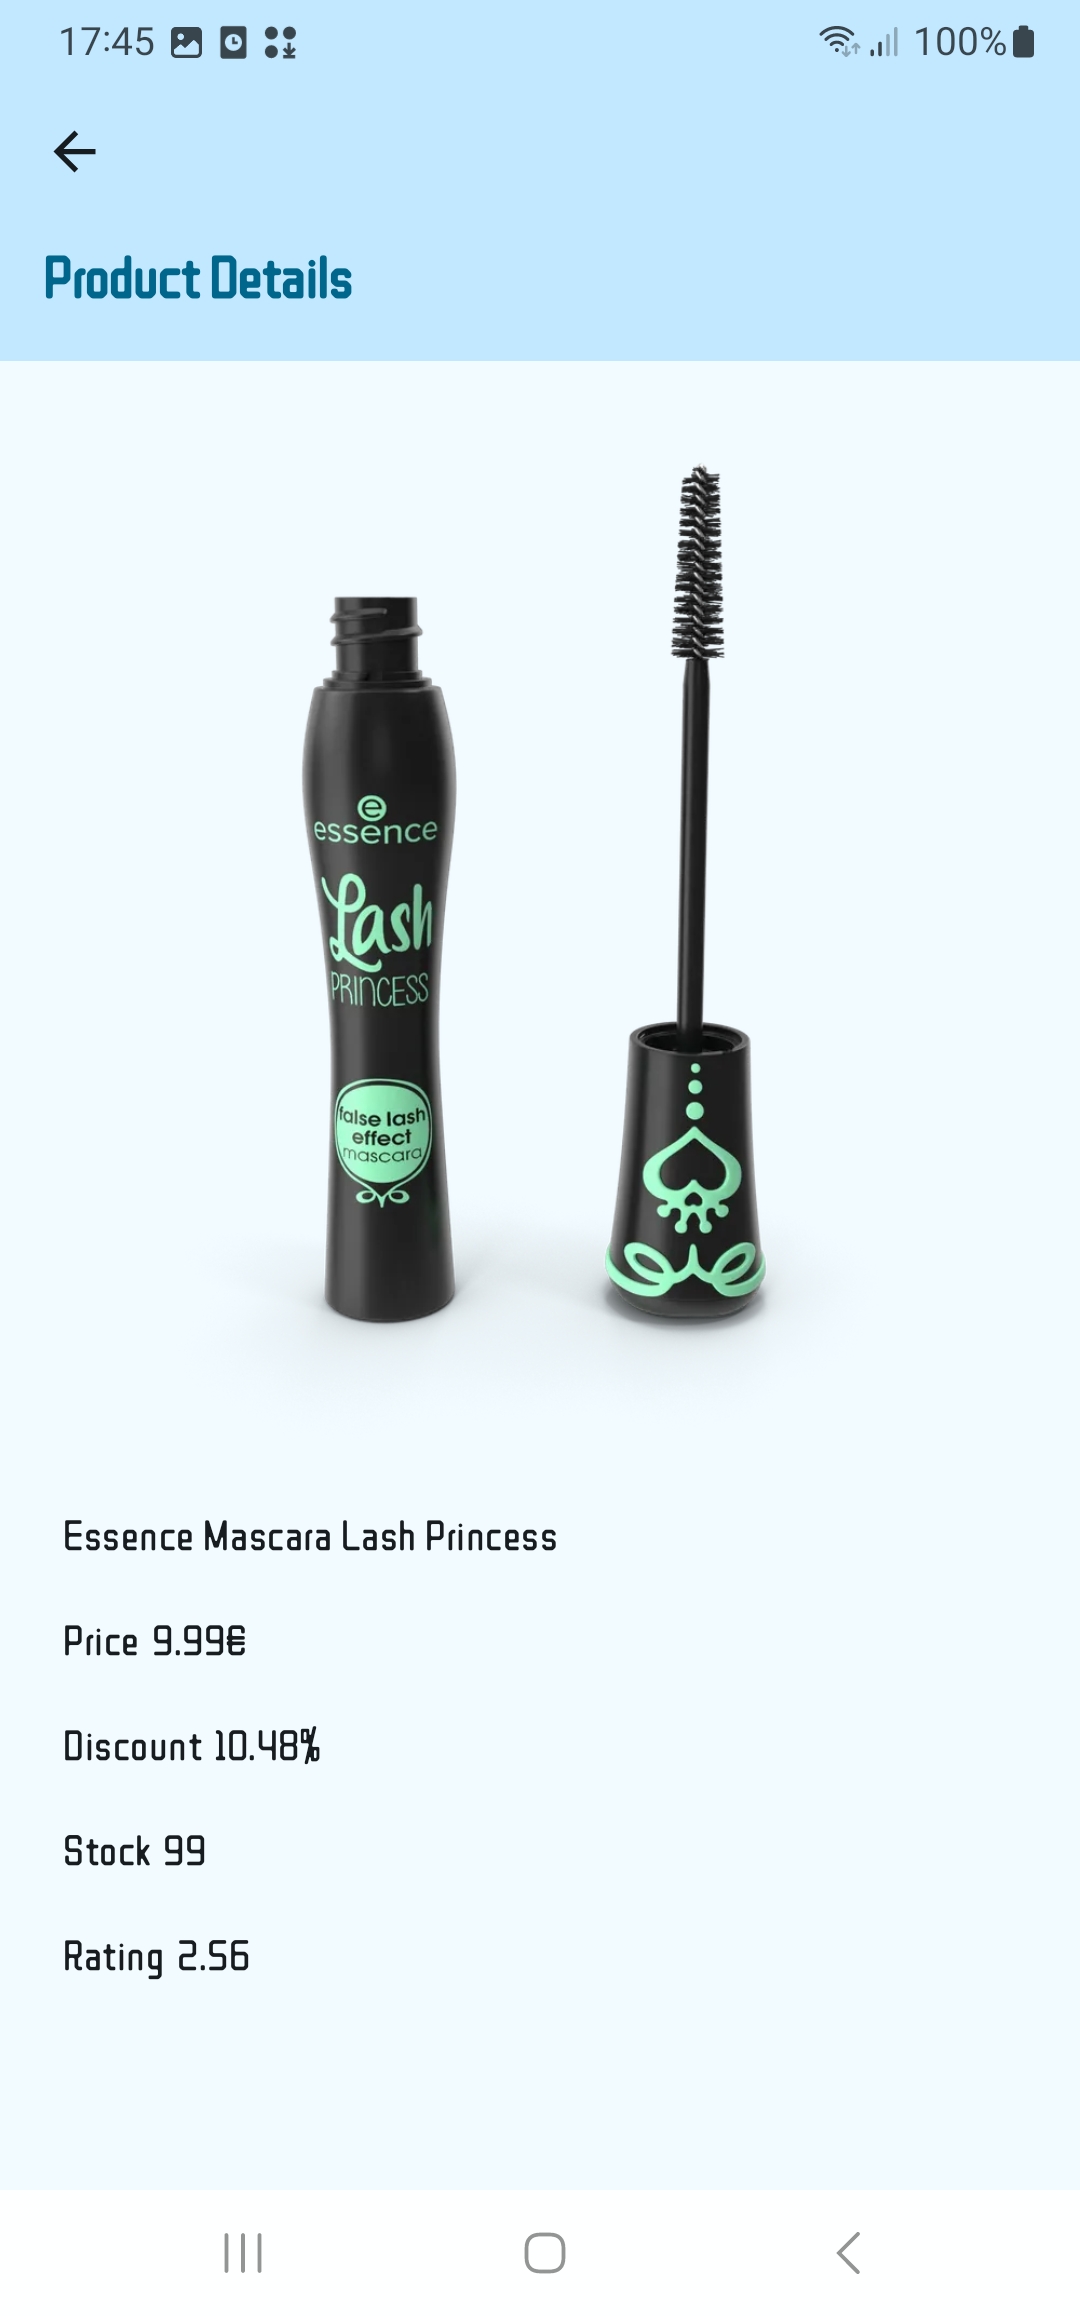 17:45
100%
Product Details
essence
Lash
PRINCESS
false lash
effect
mascara
Essence Mascara Lash Princess
Price 9.99€
Discount 10.48%
Stock 99
Rating 2.56